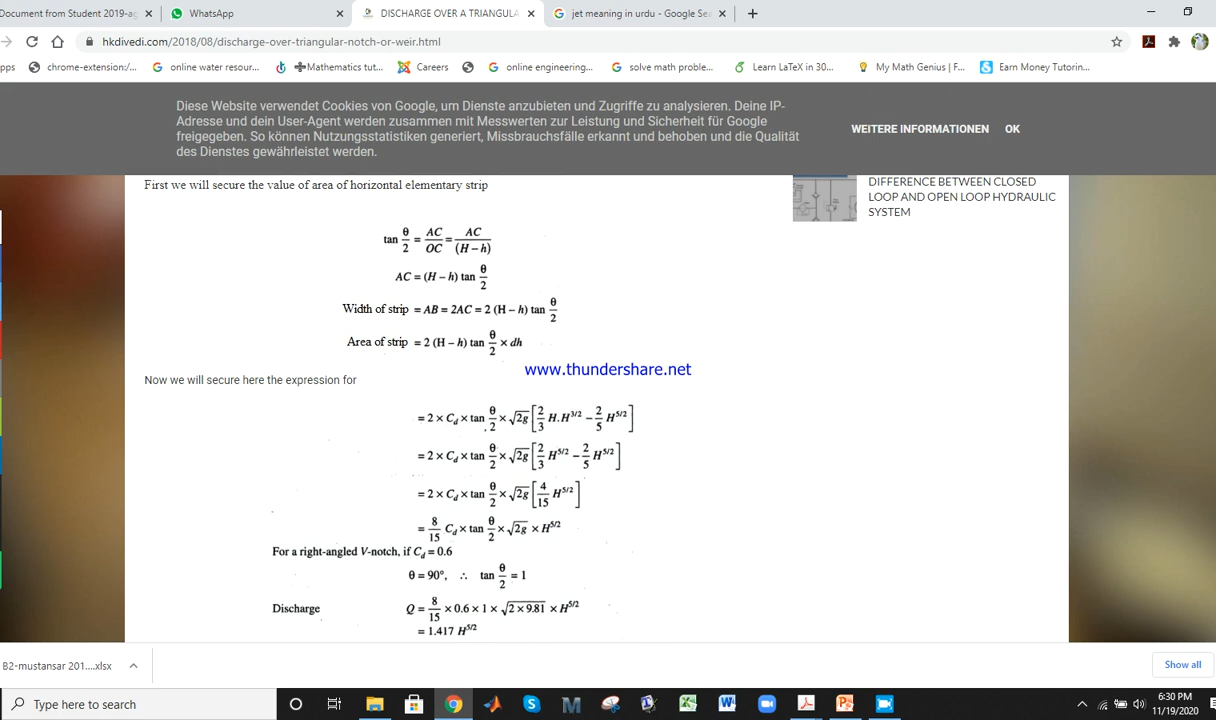 Document from Student 2019-ag
WhatsApp
DISCHARGE OVER A TRIANGULA
jet meaning in urdu - Google Sea
hkdivedi.com/2018/08/discharge-over-triangular-notch-or-weir.html
pps
chrome-extension:/...
online water resour...
Mathematics tut...
Careers
online engineering...
solve math proble...
Learn LaTeX in 30...
My Math Genius | F...
Earn Money Tutorin...
Diese Website verwendet Cookies von Google, um Dienste anzubieten und Zugriffe zu analysieren. Deine IP-
Adresse und dein User-Agent werden zusammen mit Messwerten zur Leistung und Sicherheit für Google
freigegeben. So können Nutzungsstatistiken generiert, Missbrauchsfälle erkannt und behoben und die Qualität
des Dienstes gewährleistet werden.
WEITERE INFORMATIONEN OK
First we will secure the value of area of horizontal elementary strip
DIFFERENCE BETWEEN CLOSED
LOOP AND OPEN LOOP HYDRAULIC
SYSTEM
tan θ/2 = AC/OC = AC/(H – h)
AC = (H – h) tan θ/2
Width of strip = AB = 2AC = 2 (H – h) tan θ/2
Area of strip = 2 (H – h) tan θ/2 × dh
www.thundershare.net
Now we will secure here the expression for
= 2 × C_d × tan θ/2 × √2g [2/3 H.H^3/2 – 2/5 H^5/2]
= 2 × C_d × tan θ/2 × √2g [2/3 H^5/2 – 2/5 H^5/2]
= 2 × C_d × tan θ/2 × √2g [4/15 H^5/2]
= 8/15 C_d × tan θ/2 × √2g × H^5/2
For a right-angled V-notch, if C_d = 0.6
θ = 90°, ∴ tan θ/2 = 1
Discharge Q = 8/15 × 0.6 × 1 × √2 × 9.81 × H^5/2
= 1.417 H^5/2
B2-mustansar 201....xlsx
Show all
Type here to search
6:30 PM
11/19/2020